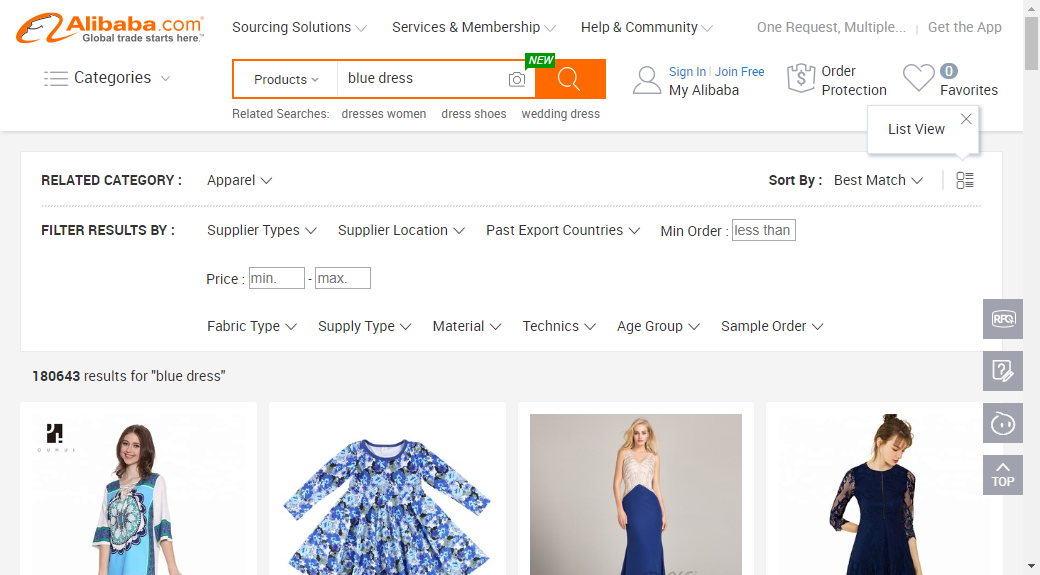 Alibaba.com
Global trade starts here.™
Sourcing Solutions
Services & Membership
Help & Community
One Request, Multiple...
Get the App
Categories
Products
blue dress
NEW
Sign In | Join Free
My Alibaba
Order
Protection
0
Favorites
Related Searches: dresses women dress shoes wedding dress
List View
RELATED CATEGORY : Apparel
Sort By : Best Match
FILTER RESULTS BY : Supplier Types Supplier Location Past Export Countries Min Order : less than
Price : min. - max.
Fabric Type Supply Type Material Technics Age Group Sample Order
RFQ
180643 results for "blue dress"
TOP